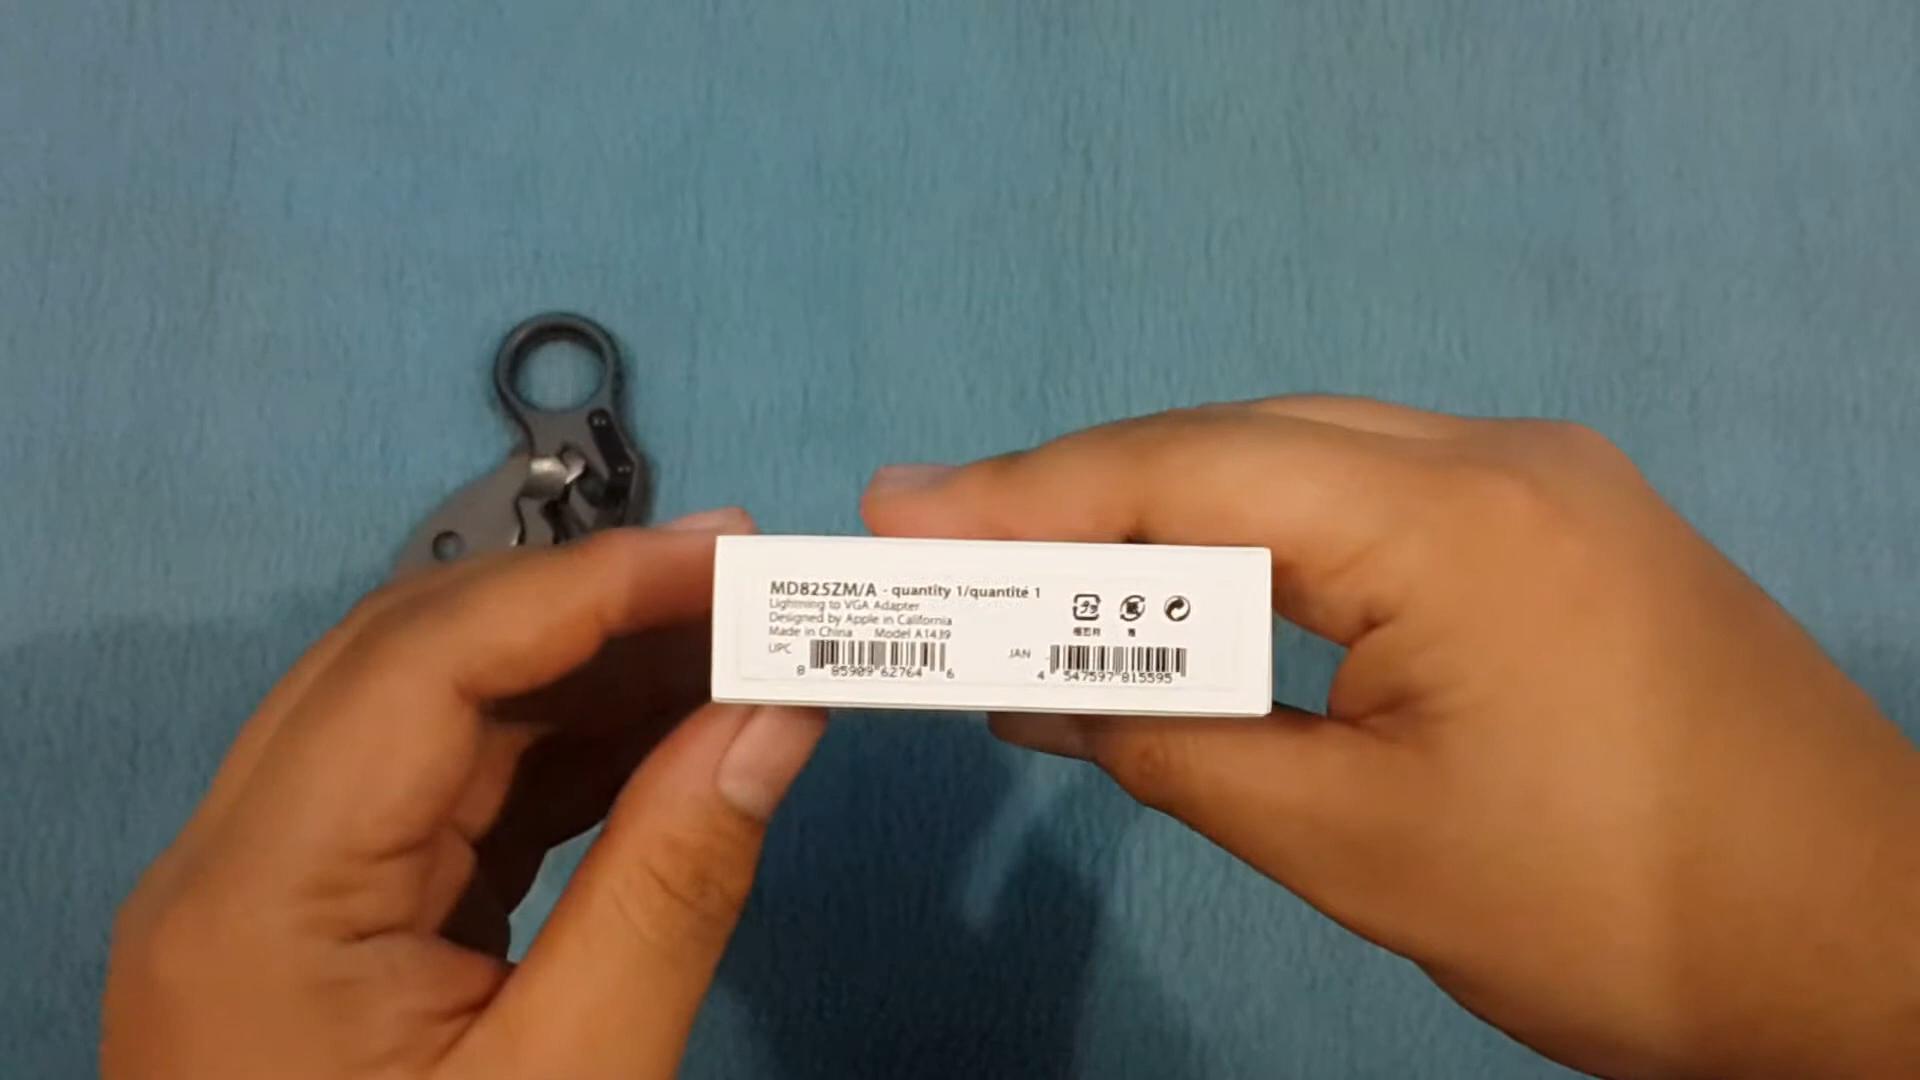 MD825ZM/A - quantity 1/quantité 1
Lightning to VGA Adapter
Designed by Apple in California
Made in China Model A1439
UPC
8 85909 62764 6
JAN
4 547597 815595